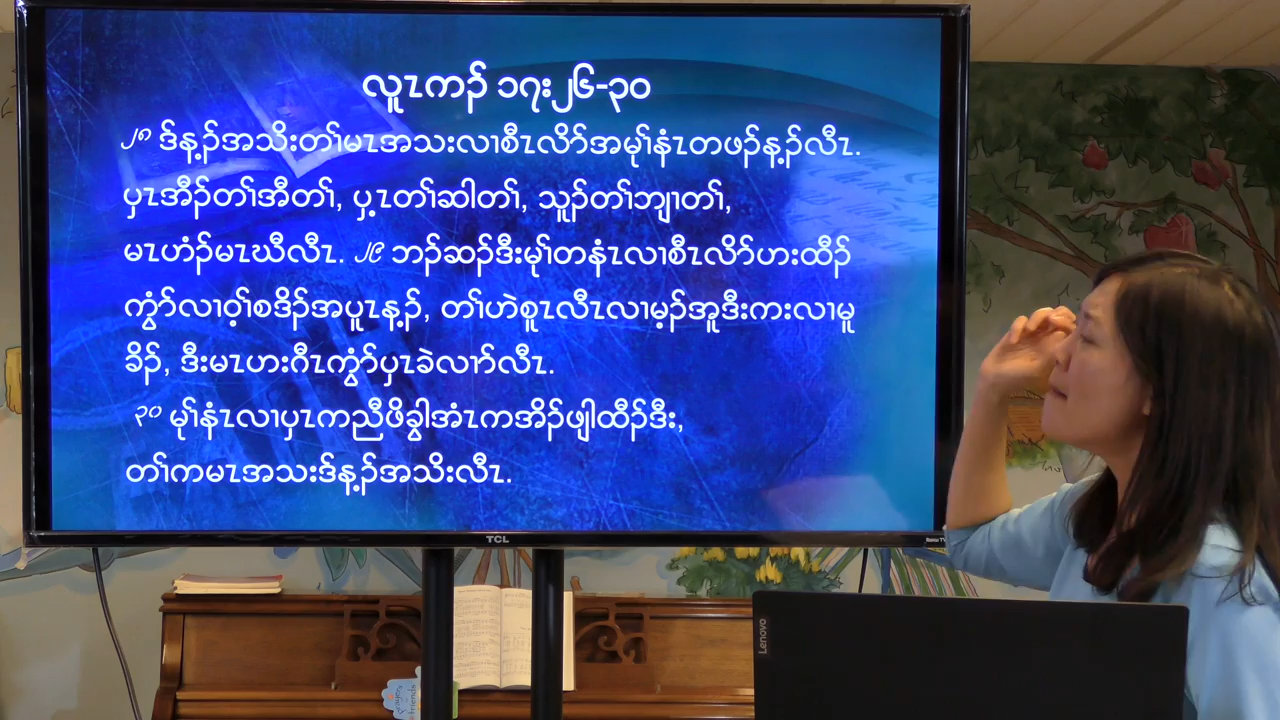 လူၤကၣ် ၁၇း၂၆-၃၀
၂၈ ဒ်န့ၣ်အသိးတၢ်မၤအသးလၢစီၤလိာ်အမုၢ်နံၤတဖၣ်န့ၣ်လီၤ.
ပှၤအီၣ်တၢ်အီတၢ်, ပှ့ၤတၢ်ဆါတၢ်, သူၣ်တၢ်ဘျၢတၢ်,
မၤဟံၣ်မၤဃီလီၤ. ၂၉ ဘၣ်ဆၣ်ဒီးမုၢ်တနံၤလၢစီၤလိာ်ဟးထီၣ်
ကွံာ်လၢဝ့ၢ်စဒိၣ်အပူၤန့ၣ်, တၢ်ဟဲစူၤလီၤလၢမ့ၣ်အူဒီးကးလၢမူ
ခိၣ်, ဒီးမၤဟးဂီၤကွံာ်ပှၤခဲလၢာ်လီၤ.
၃၀ မုၢ်နံၤလၢပှၤကညီဖိခွါအံၤကအိၣ်ဖျါထီၣ်ဒီး,
တၢ်ကမၤအသးဒ်န့ၣ်အသိးလီၤ.
TCL
Lenovo